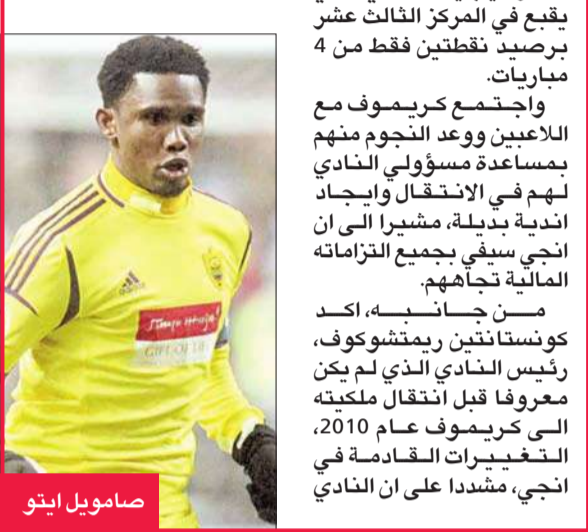 يقبع في المركز الثالث عشر
برصيد نقطتين فقط من 4
مباريات.
واجتمع كريموف مع
اللاعبين ووعد النجوم منهم
بمساعدة مسؤولي النادي
لهم في الانتقال وايجاد
اندية بديلة، مشيرا الى ان
انجي سيفي بجميع التزاماته
المالية تجاههم.
من جانبه، اكد
كونستانتين ريمتشوكوف،
رئيس النادي الذي لم يكن
معروفا قبل انتقال ملكيته
الى كريموف عام 2010،
التغييرات القادمة في
انجي، مشددا على ان النادي
adidas
GIFT OF
صامويل ايتو